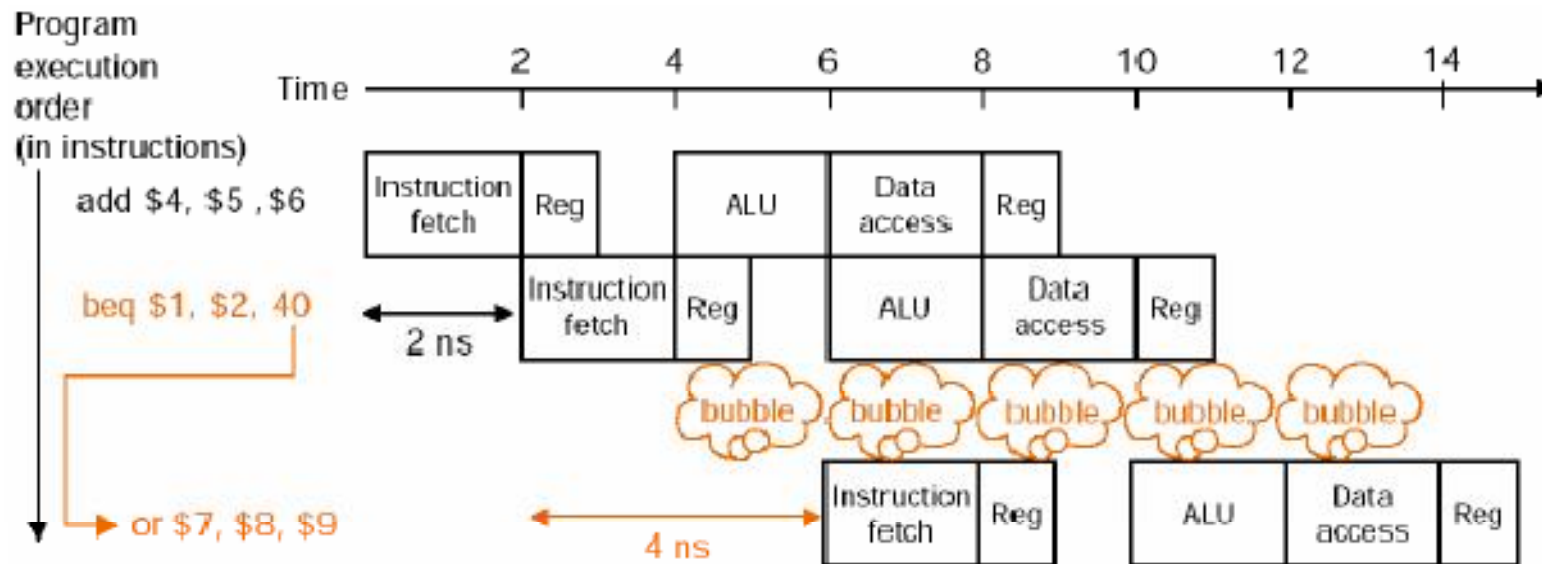 Program
execution
order
(in instructions)
Time
2 4 6 8 10 12 14
add $4, $5 ,$6
Instruction
fetch
Reg
ALU
Data
access
Reg
beq $1, $2, 40
2 ns
Instruction
fetch
Reg
ALU
Data
access
Reg
bubble bubble bubble bubble bubble
or $7, $8, $9
4 ns
Instruction
fetch
Reg
ALU
Data
access
Reg